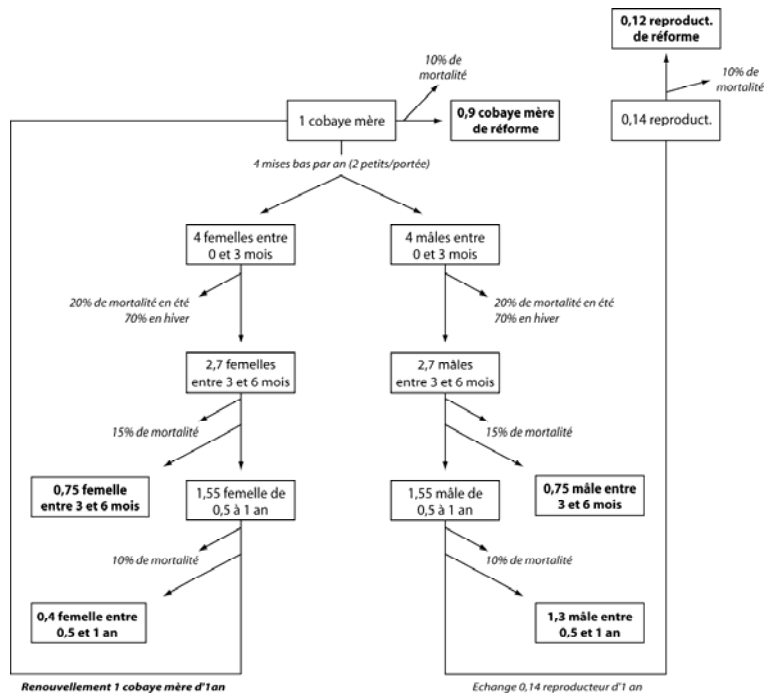 0,12 reproduct.
de réforme
10% de
mortalité
10% de
mortalité
1 cobaye mère
0,9 cobaye mère
de réforme
0,14 reproduct.
4 mises bas par an (2 petits/portée)
4 femelles entre
0 et 3 mois
4 mâles entre
0 et 3 mois
20% de mortalité en été
70% en hiver
20% de mortalité en été
70% en hiver
2,7 femelles
entre 3 et 6 mois
2,7 mâles
entre 3 et 6 mois
15% de mortalité
15% de mortalité
0,75 femelle
entre 3 et 6 mois
1,55 femelle de
0,5 à 1 an
1,55 mâle de
0,5 à 1 an
0,75 mâle entre
3 et 6 mois
10% de mortalité
10% de mortalité
0,4 femelle entre
0,5 et 1 an
1,3 mâle entre
0,5 et 1 an
Renouvellement 1 cobaye mère d'1an
Echange 0,14 reproducteur d'1 an